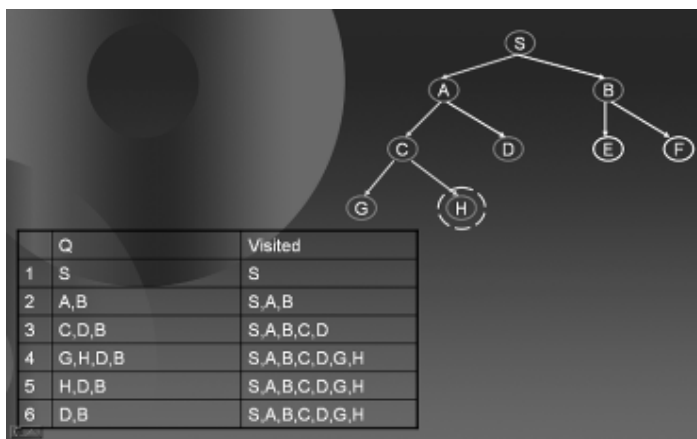 S
A
B
C
D
E
F
G
H
Q Visited
1 S S
2 A,B S,A,B
3 C,D,B S,A,B,C,D
4 G,H,D,B S,A,B,C,D,G,H
5 H,D,B S,A,B,C,D,G,H
6 D,B S,A,B,C,D,G,H